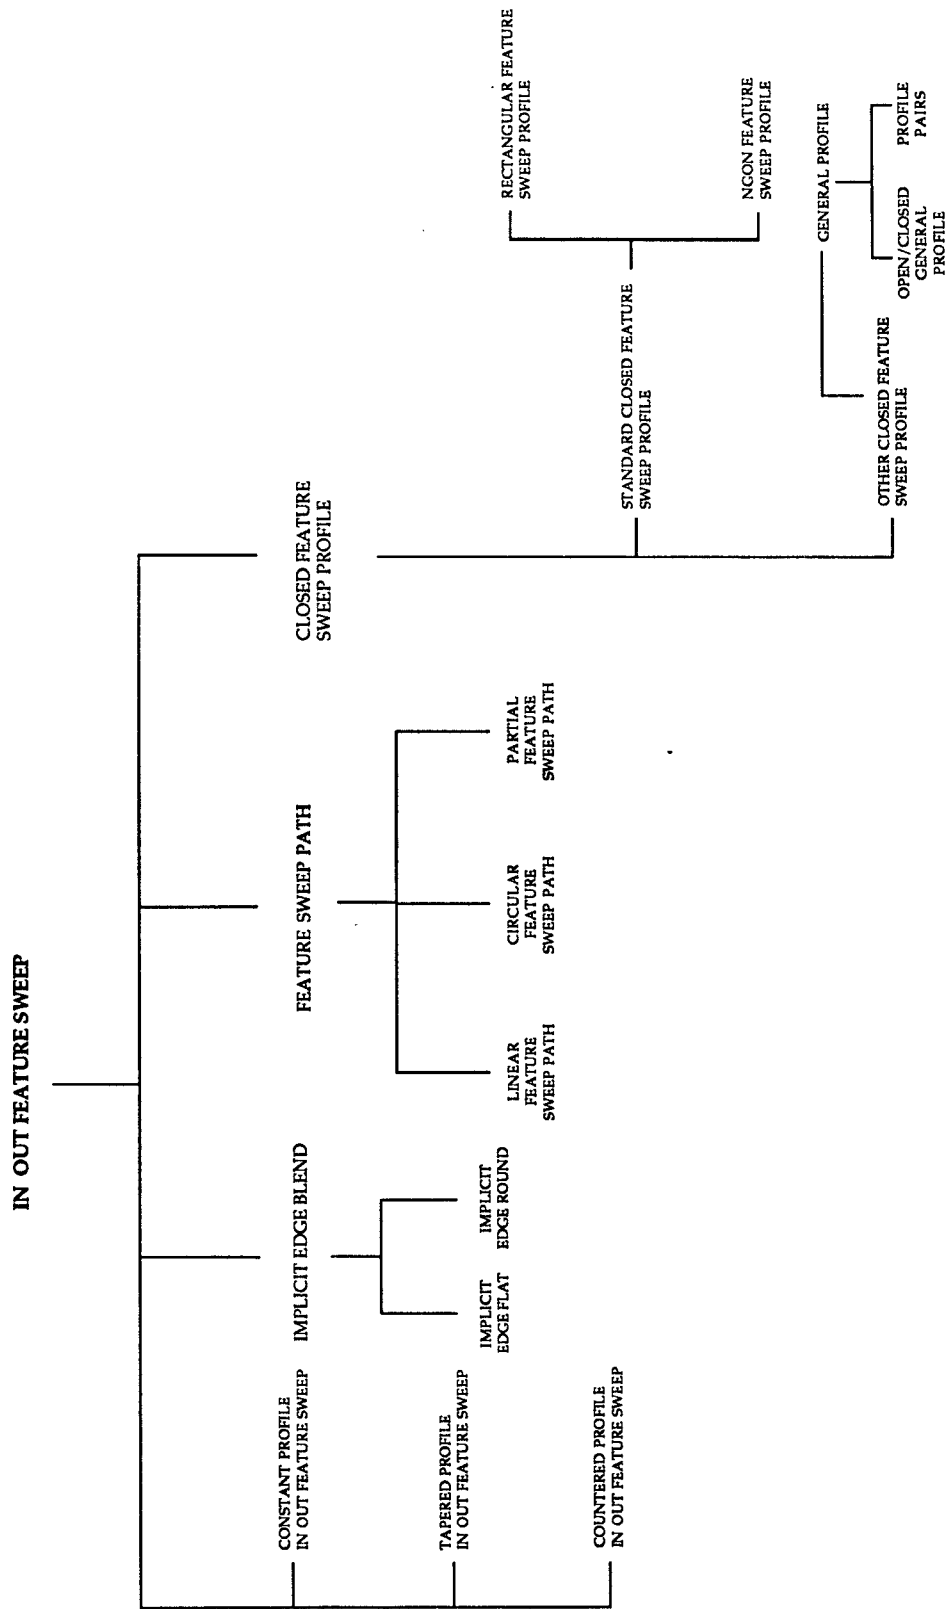 IN OUT FEATURE SWEEP
CONSTANT PROFILE
IN OUT FEATURE SWEEP
TAPERED PROFILE
IN OUT FEATURE SWEEP
COUNTERED PROFILE
IN OUT FEATURE SWEEP
IMPLICIT EDGE BLEND
IMPLICIT
EDGE FLAT
IMPLICIT
EDGE ROUND
FEATURE SWEEP PATH
LINEAR
FEATURE
SWEEP PATH
CIRCULAR
FEATURE
SWEEP PATH
PARTIAL
FEATURE
SWEEP PATH
CLOSED FEATURE
SWEEP PROFILE
STANDARD CLOSED FEATURE
SWEEP PROFILE
RECTANGULAR FEATURE
SWEEP PROFILE
NGON FEATURE
SWEEP PROFILE
OTHER CLOSED FEATURE
SWEEP PROFILE
GENERAL PROFILE
OPEN/CLOSED
GENERAL
PROFILE
PROFILE
PAIRS